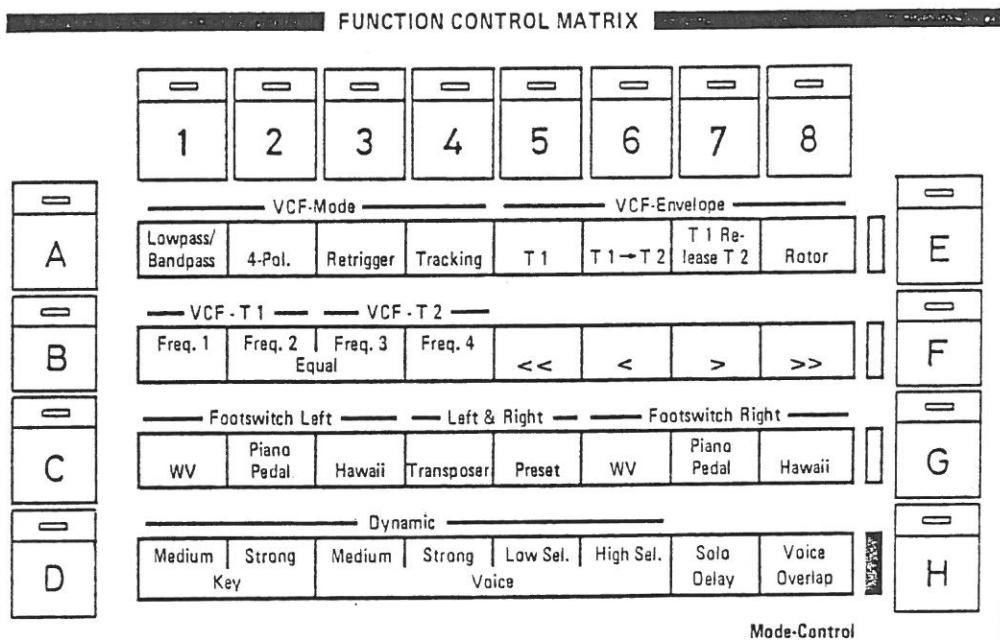 FUNCTION CONTROL MATRIX
1 2 3 4 5 6 7 8
VCF-Mode VCF-Envelope
A Lowpass/Bandpass 4-Pol. Retrigger Tracking T 1 T 1→T 2 T 1 Re-lease T 2 Rotor E
VCF - T 1 VCF - T 2
B Freq. 1 Freq. 2 Freq. 3 Freq. 4 << < > >> F
Equal
Footswitch Left Left & Right Footswitch Right
C WV Piano Pedal Hawaii Transposer Preset WV Piano Pedal Hawaii G
Dynamic
Medium Strong Medium Strong Low Sel. High Sel. Solo Voice
D Key Voice Delay Overlap H
Mode-Control